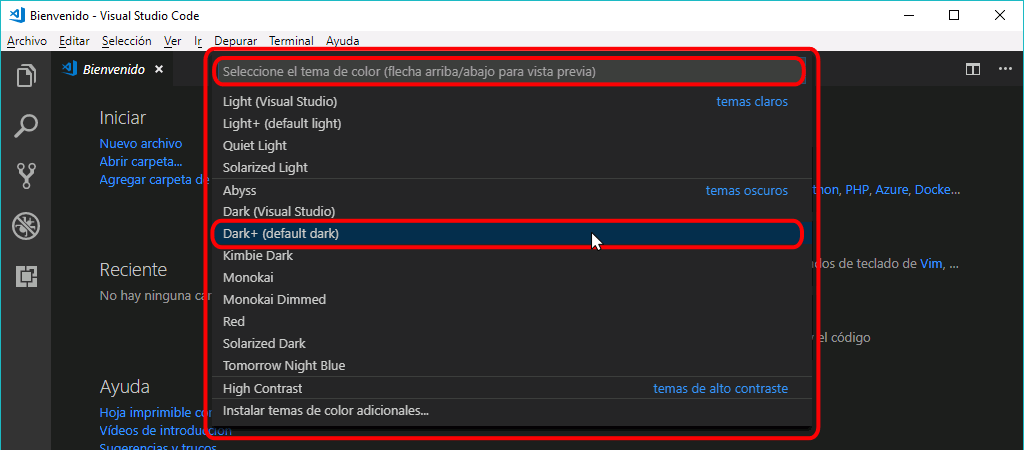 Bienvenido - Visual Studio Code
Archivo Editar Selección Ver Ir Depurar Terminal Ayuda
Bienvenido
Seleccione el tema de color (flecha arriba/abajo para vista previa)
Light (Visual Studio) temas claros
Light+ (default light)
Quiet Light
Solarized Light
Abyss temas oscuros
Dark (Visual Studio)
Dark+ (default dark)
Kimbie Dark
Monokai
Monokai Dimmed
Red
Solarized Dark
Tomorrow Night Blue
High Contrast temas de alto contraste
Instalar temas de color adicionales...
Iniciar
Nuevo archivo
Abrir carpeta...
Agregar carpeta de
Reciente
No hay ninguna
Ayuda
Hoja imprimible
Vídeos de introducción
Sugerencias y trucos
PHP, Azure, Docke...
de teclado de Vim, ...
el código